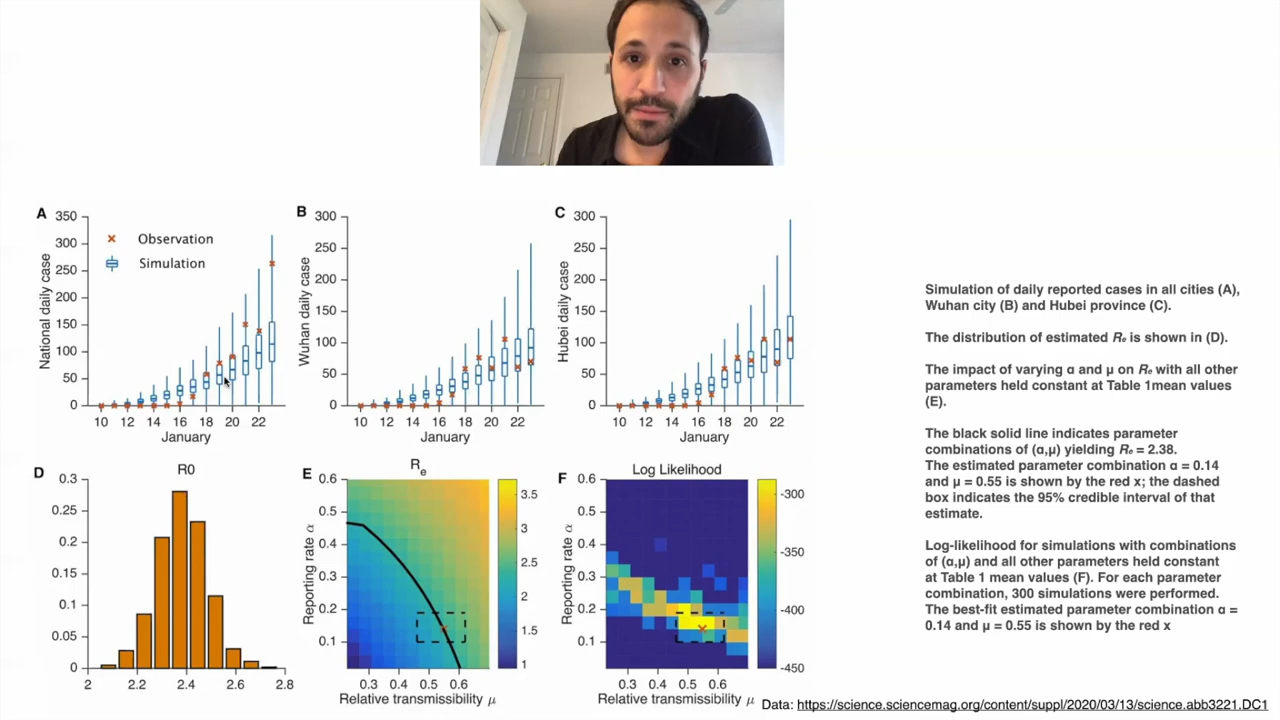 A
350
300
250
200
150
100
50
0
National daily case
Observation
Simulation
10 12 14 16 18 20 22
January
B
300
250
200
150
100
50
0
Wuhan daily case
10 12 14 16 18 20 22
January
C
300
250
200
150
100
50
0
Hubei daily case
10 12 14 16 18 20 22
January
D
R0
0.3
0.25
0.2
0.15
0.1
0.05
0
2 2.2 2.4 2.6 2.8
E
Re
0.6
0.5
0.4
0.3
0.2
0.1
Reporting rate α
0.3 0.4 0.5 0.6
Relative transmissibility μ
3.5
3
2.5
2
1.5
1
F
Log Likelihood
0.6
0.5
0.4
0.3
0.2
0.1
Reporting rate α
0.3 0.4 0.5 0.6
Relative transmissibility μ
-300
-350
-400
-450
Simulation of daily reported cases in all cities (A),
Wuhan city (B) and Hubei province (C).
The distribution of estimated Re is shown in (D).
The impact of varying α and μ on Re with all other
parameters held constant at Table 1mean values
(E).
The black solid line indicates parameter
combinations of (α,μ) yielding Re = 2.38.
The estimated parameter combination α = 0.14
and μ = 0.55 is shown by the red x; the dashed
box indicates the 95% credible interval of that
estimate.
Log-likelihood for simulations with combinations
of (α,μ) and all other parameters held constant
at Table 1 mean values (F). For each parameter
combination, 300 simulations were performed.
The best-fit estimated parameter combination α =
0.14 and μ = 0.55 is shown by the red x
Data: https://science.sciencemag.org/content/suppl/2020/03/13/science.abb3221.DC1